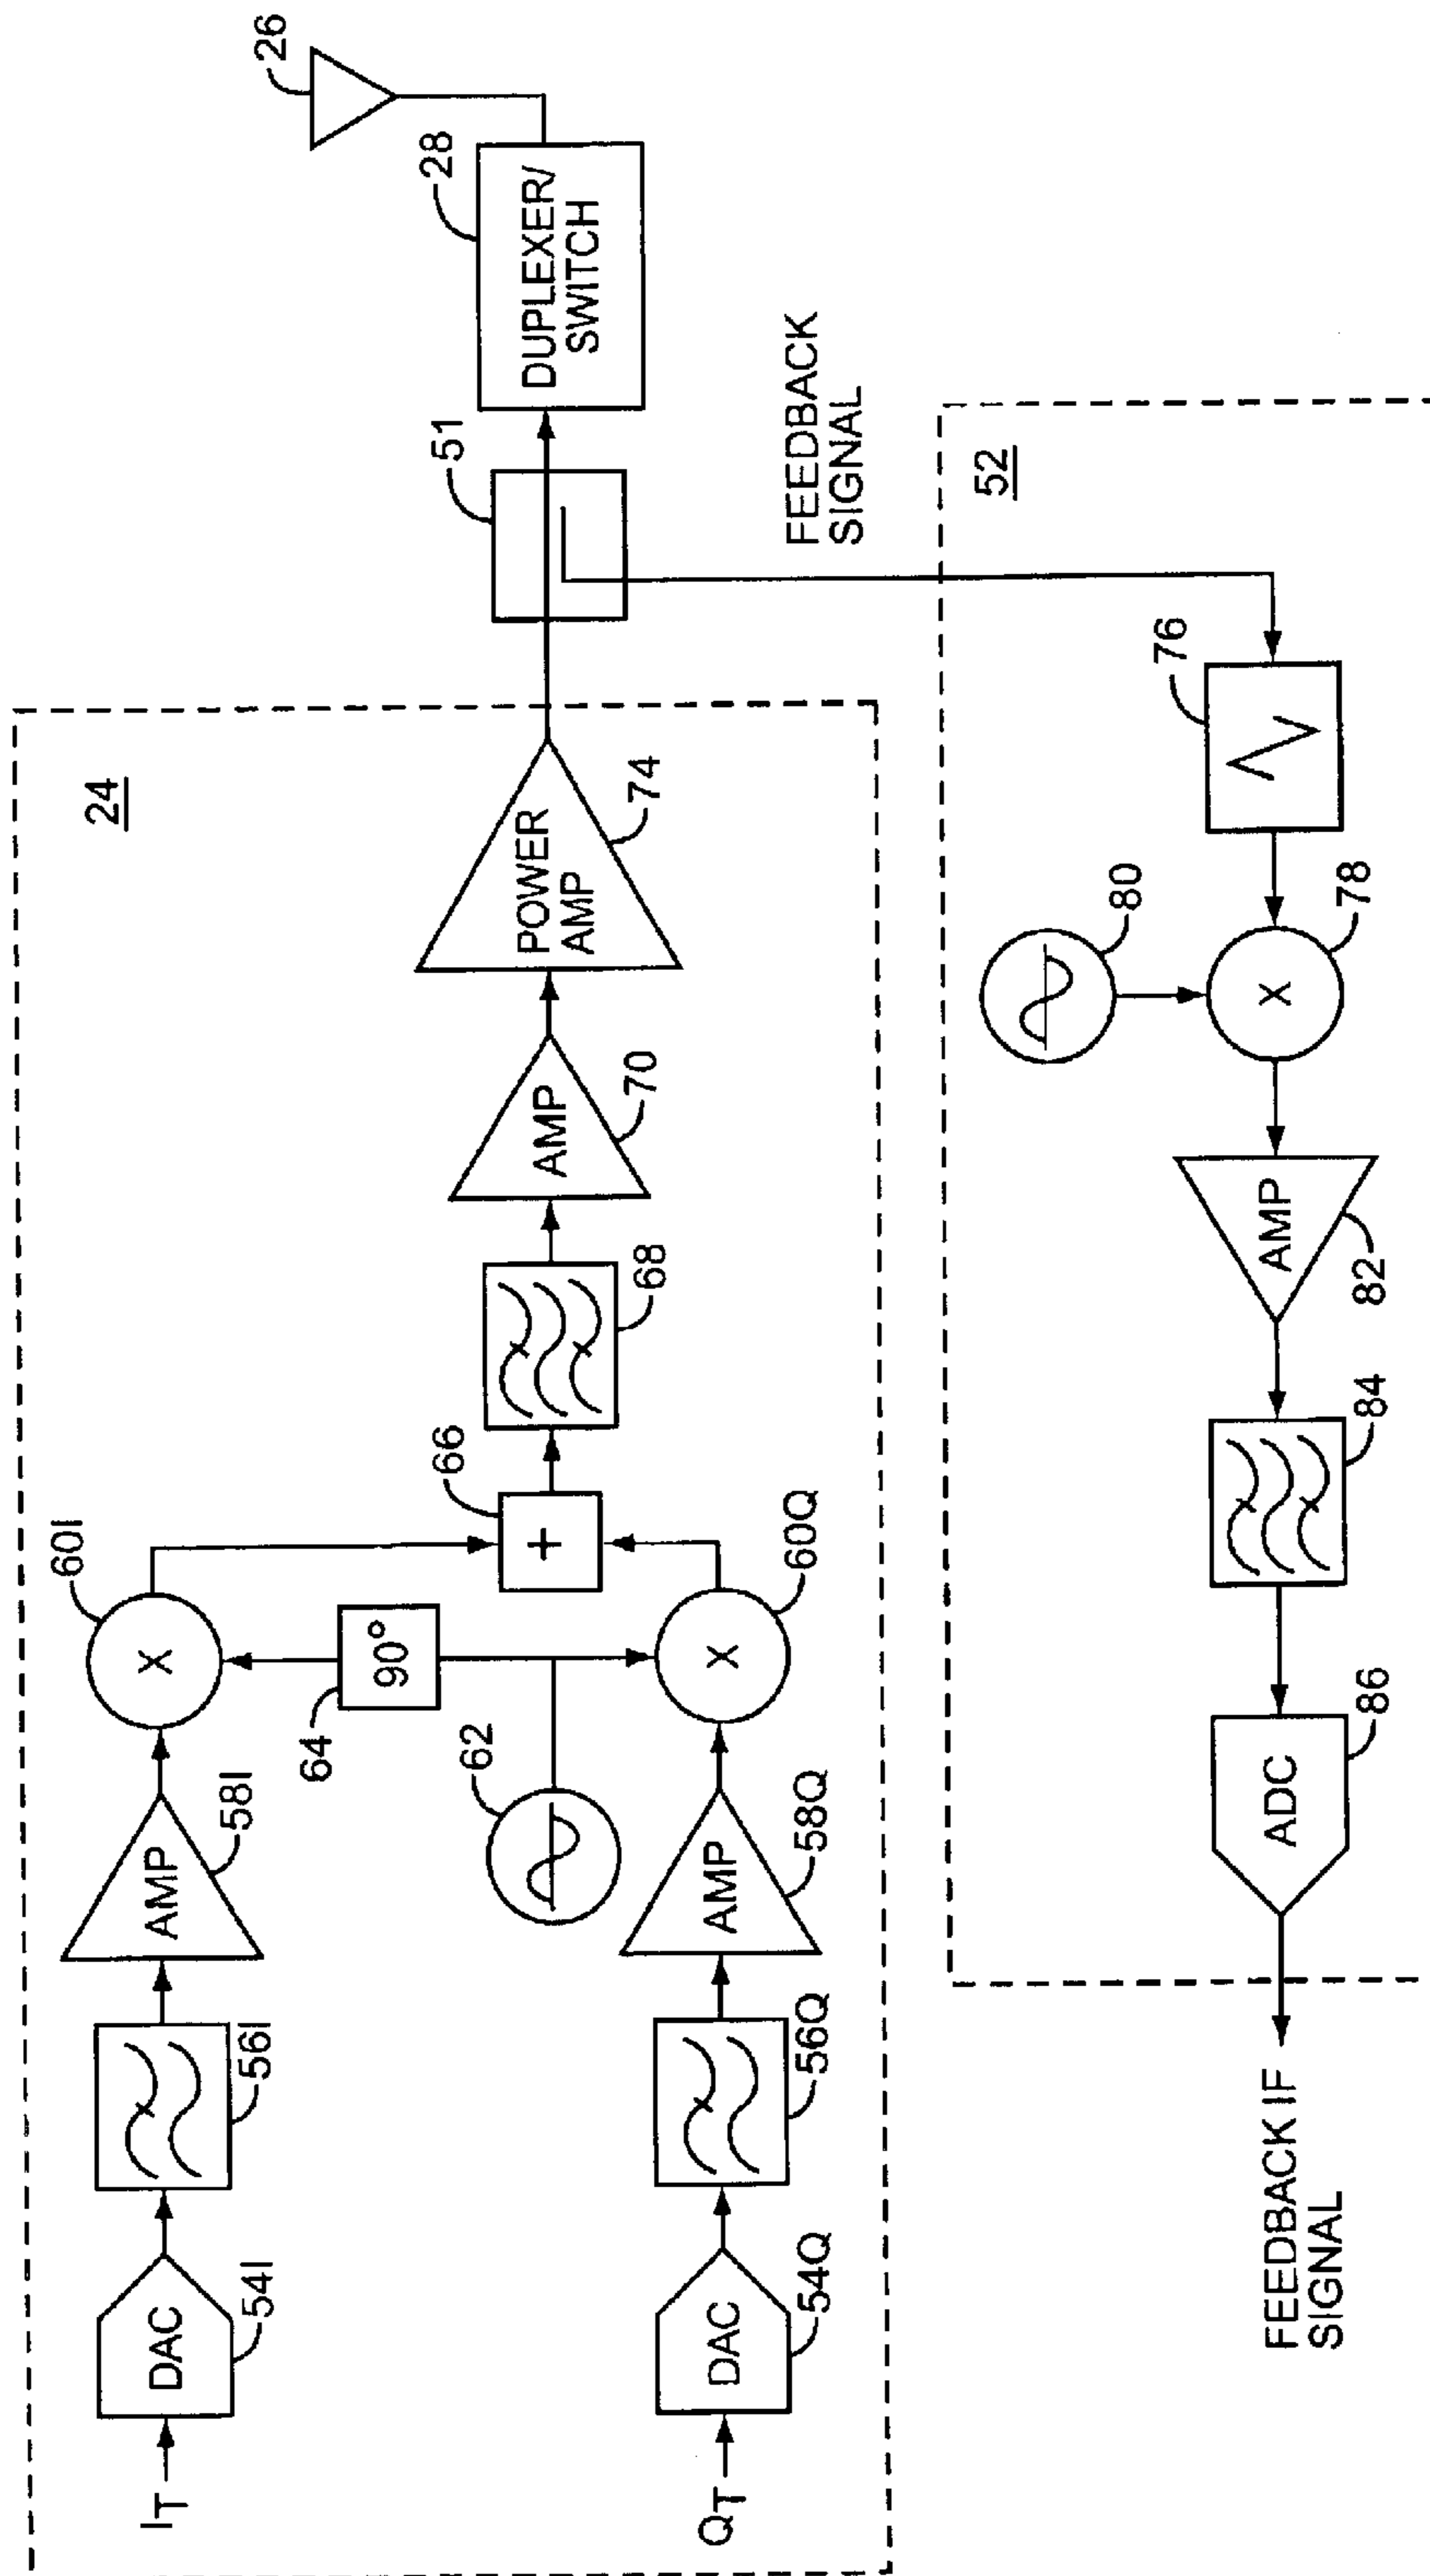 24
I_T
DAC
54I
56I
AMP
58I
60I
64
90°
62
X
66
+
68
AMP
70
POWER
AMP
74
51
DUPLEXER/
SWITCH
28
26
Q_T
DAC
54Q
56Q
AMP
58Q
X
60Q
FEEDBACK
SIGNAL
52
76
80
X
78
AMP
82
84
ADC
86
FEEDBACK IF
SIGNAL